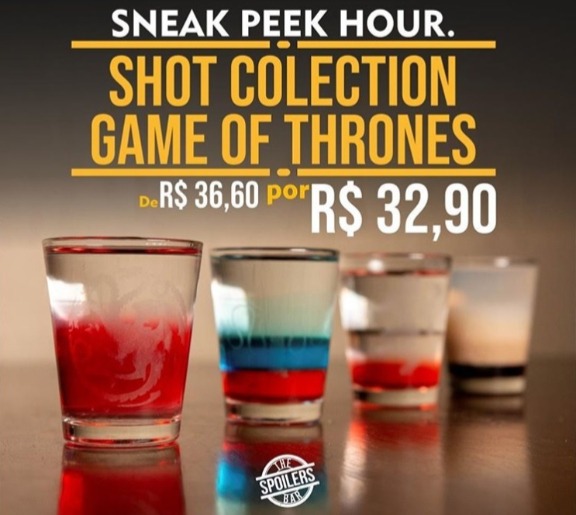 SNEAK PEEK HOUR.
SHOT COLECTION
GAME OF THRONES
De R$ 36,60 por R$ 32,90
THE
SPOILERS
BAR